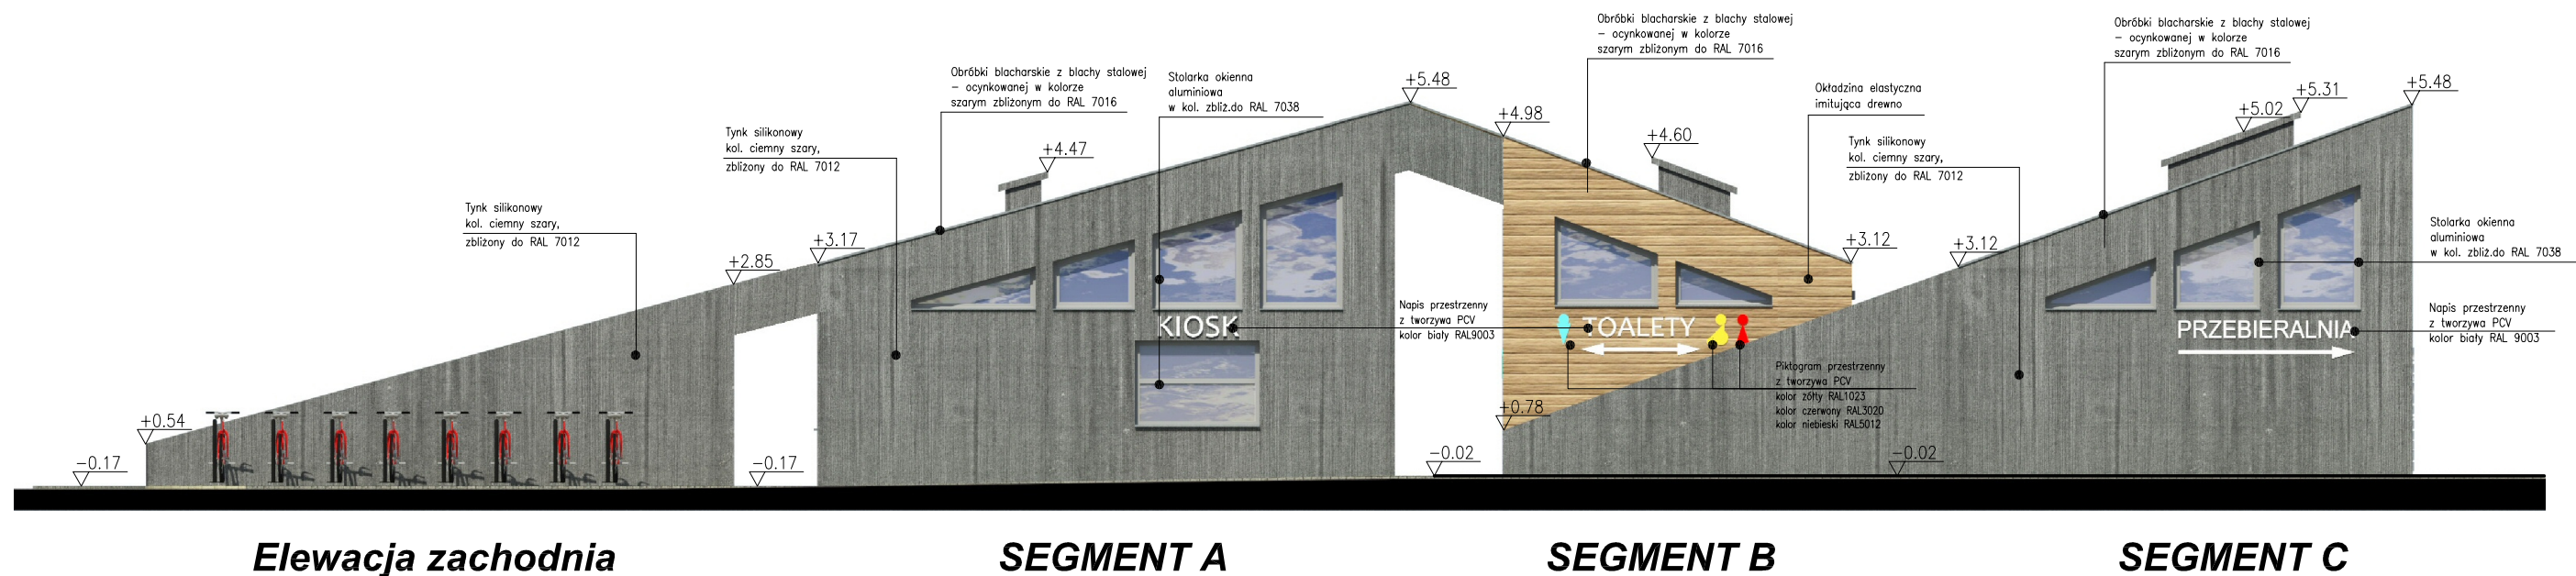 Obróbki blacharskie z blachy stalowej
– ocynkowanej w kolorze
szarym zbliżonym do RAL 7016
Obróbki blacharskie z blachy stalowej
– ocynkowanej w kolorze
szarym zbliżonym do RAL 7016
Obróbki blacharskie z blachy stalowej
– ocynkowanej w kolorze
szarym zbliżonym do RAL 7016
Stolarka okienna
aluminiowa
w kol. zbliż.do RAL 7038
+5.48
+4.98
+4.60
Okładzina elastyczna
imitująca drewno
+5.02
+5.31
+5.48
Tynk silikonowy
kol. ciemny szary,
zbliżony do RAL 7012
+4.47
Tynk silikonowy
kol. ciemny szary,
zbliżony do RAL 7012
Tynk silikonowy
kol. ciemny szary,
zbliżony do RAL 7012
+2.85
+3.17
+3.12
+3.12
Stolarka okienna
aluminiowa
w kol. zbliż.do RAL 7038
Napis przestrzenny
z tworzywa PCV
kolor biały RAL9003
KIOSK
TOALETY
PRZEBIERALNIA
Napis przestrzenny
z tworzywa PCV
kolor biały RAL 9003
Piktogram przestrzenny
z tworzywa PCV
kolor żółty RAL1023
kolor czerwony RAL3020
kolor niebieski RAL5012
+0.54
+0.78
-0.17
-0.17
-0.02
-0.02
Elewacja zachodnia
SEGMENT A
SEGMENT B
SEGMENT C